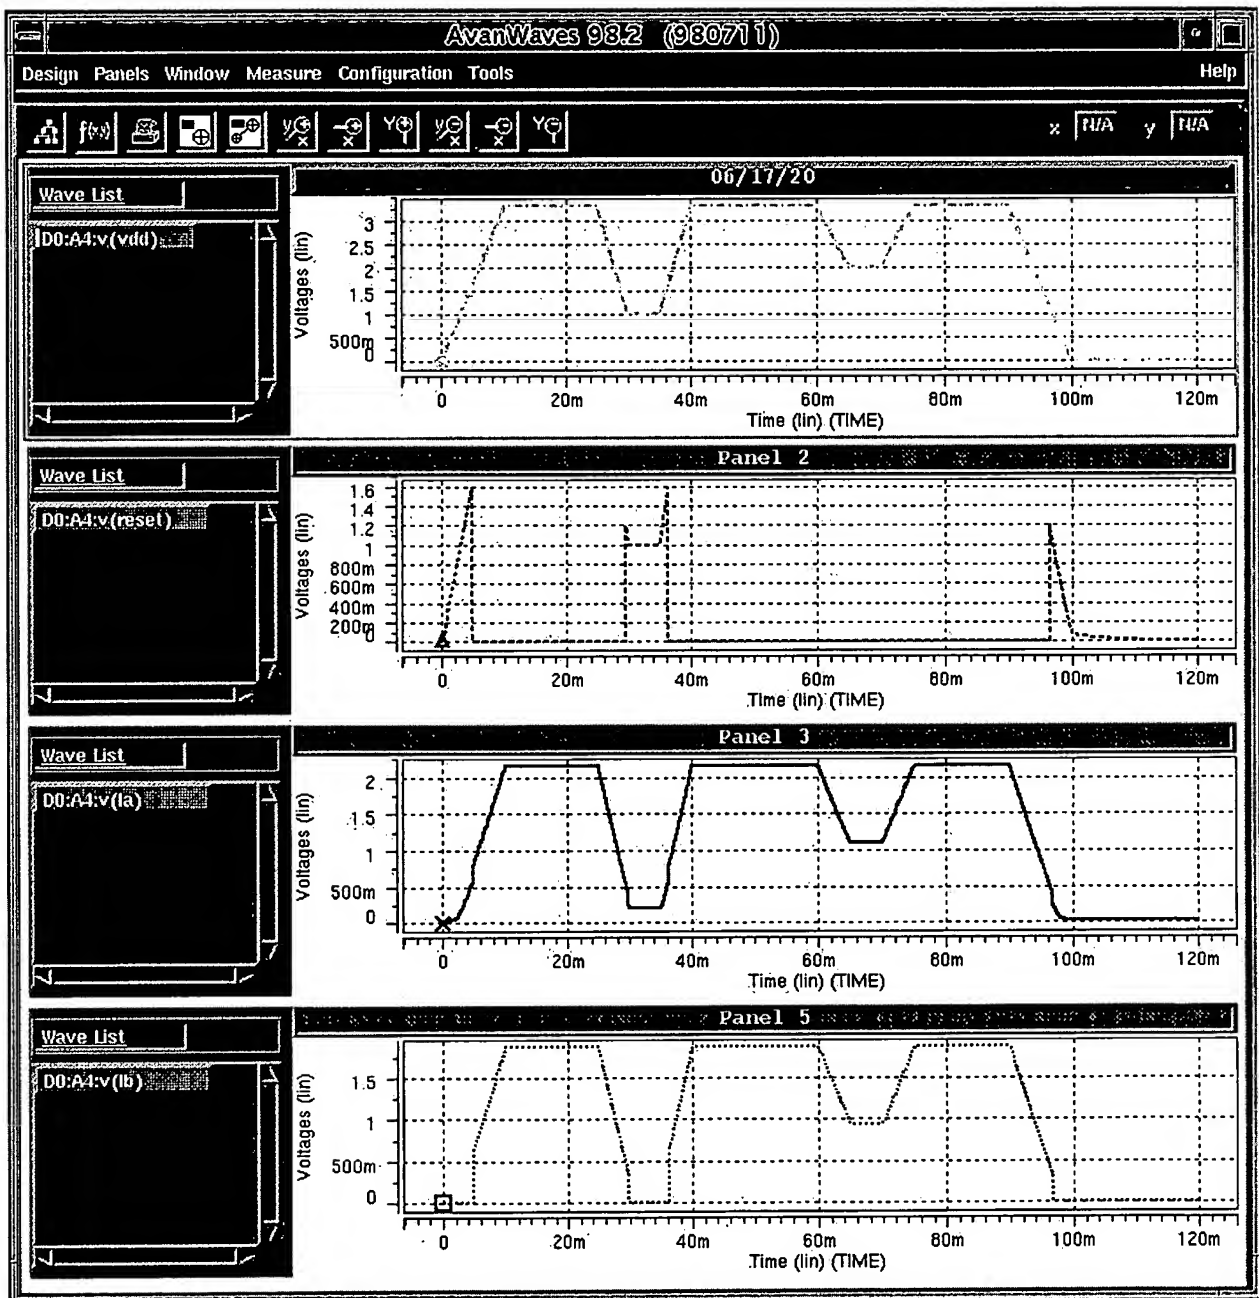 AvanWaves 98.2 (980711)
Design Panels Window Measure Configuration Tools Help
f(x,y) x N/A y N/A
Wave List
D0:A4:v(vdd)
06/17/20
Voltages (lin)
3
2.5
2
1.5
1
500m
0
0 20m 40m 60m 80m 100m 120m
Time (lin) (TIME)
Wave List
D0:A4:v(reset)
Panel 2
Voltages (lin)
1.6
1.4
1.2
1
800m
600m
400m
200m
0
0 20m 40m 60m 80m 100m 120m
Time (lin) (TIME)
Wave List
D0:A4:v(la)
Panel 3
Voltages (lin)
2
1.5
1
500m
0
0 20m 40m 60m 80m 100m 120m
Time (lin) (TIME)
Wave List
D0:A4:v(lb)
Panel 5
Voltages (lin)
1.5
1
500m
0
0 20m 40m 60m 80m 100m 120m
Time (lin) (TIME)